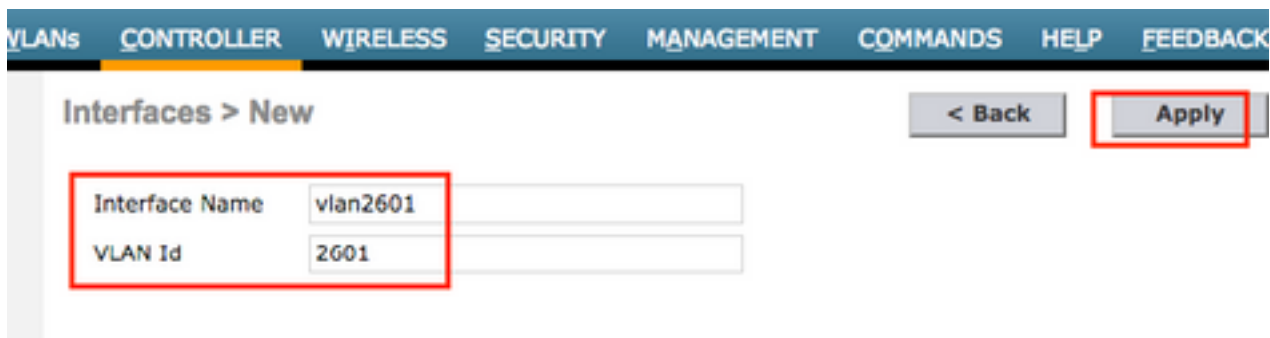 WLANs CONTROLLER WIRELESS SECURITY MANAGEMENT COMMANDS HELP FEEDBACK
Interfaces > New
< Back
Apply
Interface Name vlan2601
VLAN Id 2601